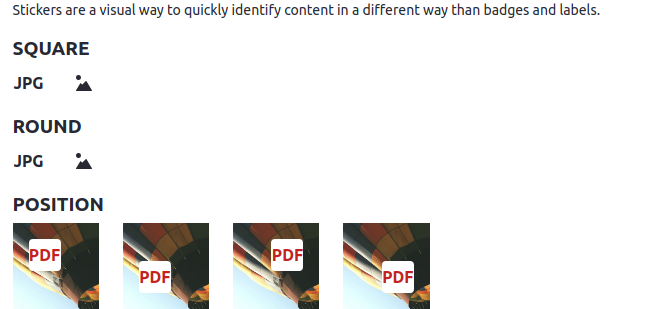 Stickers are a visual way to quickly identify content in a different way than badges and labels.
SQUARE
JPG
ROUND
JPG
POSITION
PDF PDF PDF PDF